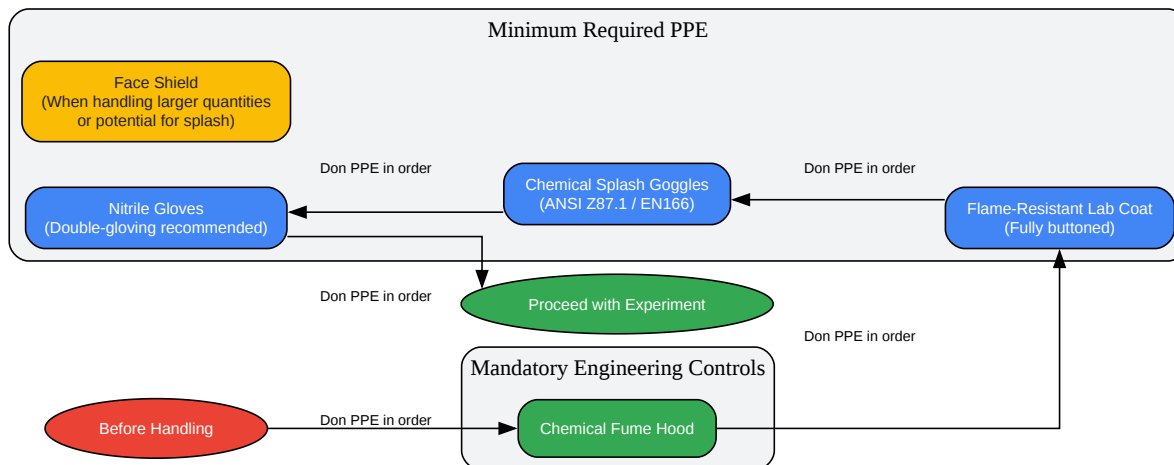 Minimum Required PPE
Face Shield
(When handling larger quantities
or potential for splash)
Don PPE in order
Don PPE in order
Chemical Splash Goggles
(ANSI Z87.1 / EN166)
Nitrile Gloves
(Double-gloving recommended)
Flame-Resistant Lab Coat
(Fully buttoned)
Don PPE in order
Proceed with Experiment
Don PPE in order
Mandatory Engineering Controls
Before Handling
Don PPE in order
Chemical Fume Hood